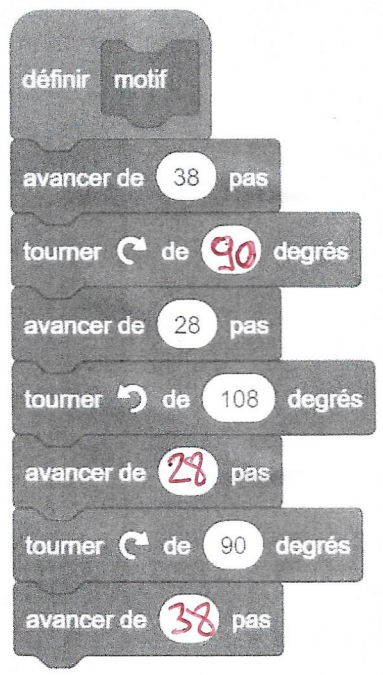 définir motif
avancer de 38 pas
tourner de 90 degrés
avancer de 28 pas
tourner de 108 degrés
avancer de 28 pas
tourner de 90 degrés
avancer de 38 pas